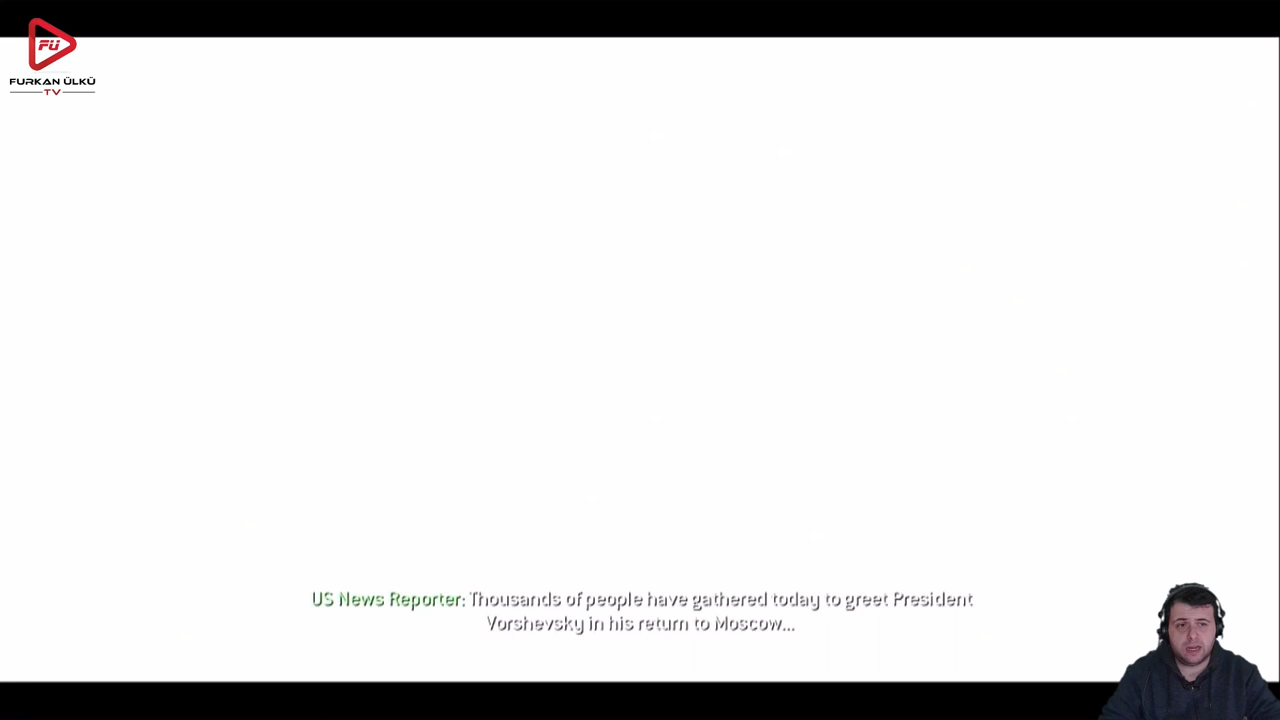 FU
FURKAN ÜLKÜ
TV
US News Reporter: Thousands of people have gathered today to greet President
Vorshevsky in his return to Moscow...